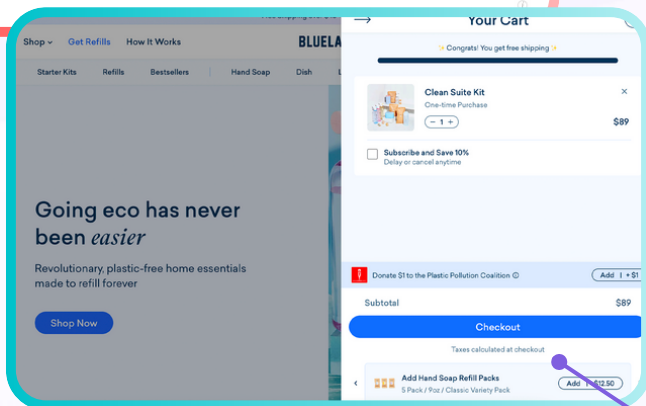 Your Cart
Shop
Get Refills
How It Works
BLUELA
✨ Congrats! You get free shipping ✨
Starter Kits
Refills
Bestsellers
Hand Soap
Dish
Clean Suite Kit
One-time Purchase
− 1 +
$89
Subscribe and Save 10%
Delay or cancel anytime
Going eco has never
been easier
Revolutionary, plastic-free home essentials
made to refill forever
Shop Now
Donate $1 to the Plastic Pollution Coalition
Add | + $1
Subtotal
$89
Checkout
Taxes calculated at checkout
Add Hand Soap Refill Packs
5 Pack / 9oz / Classic Variety Pack
Add | $12.50